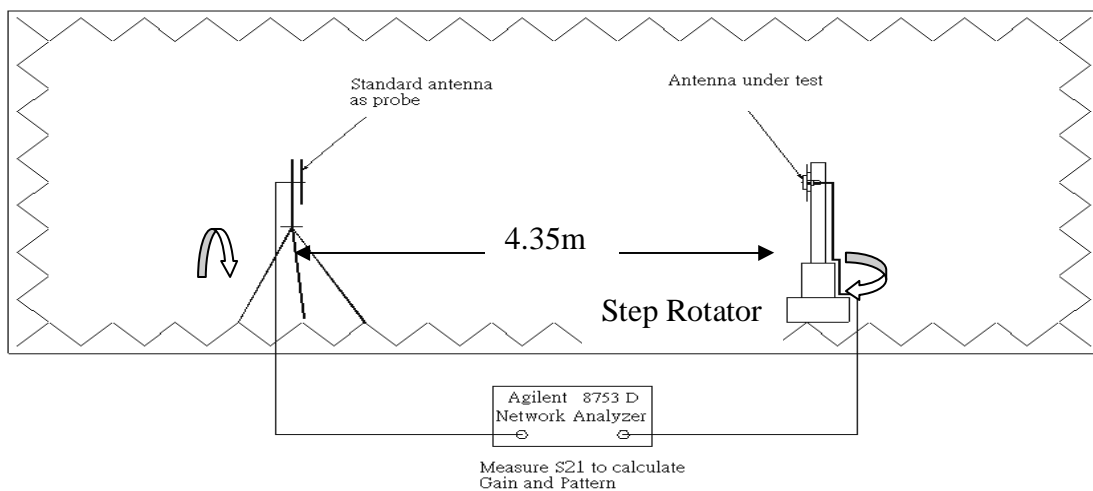 Standard antenna
as probe
Antenna under test
4.35m
Step Rotator
Agilent 8753 D
Network Analyzer
Measure S21 to calculate
Gain and Pattern